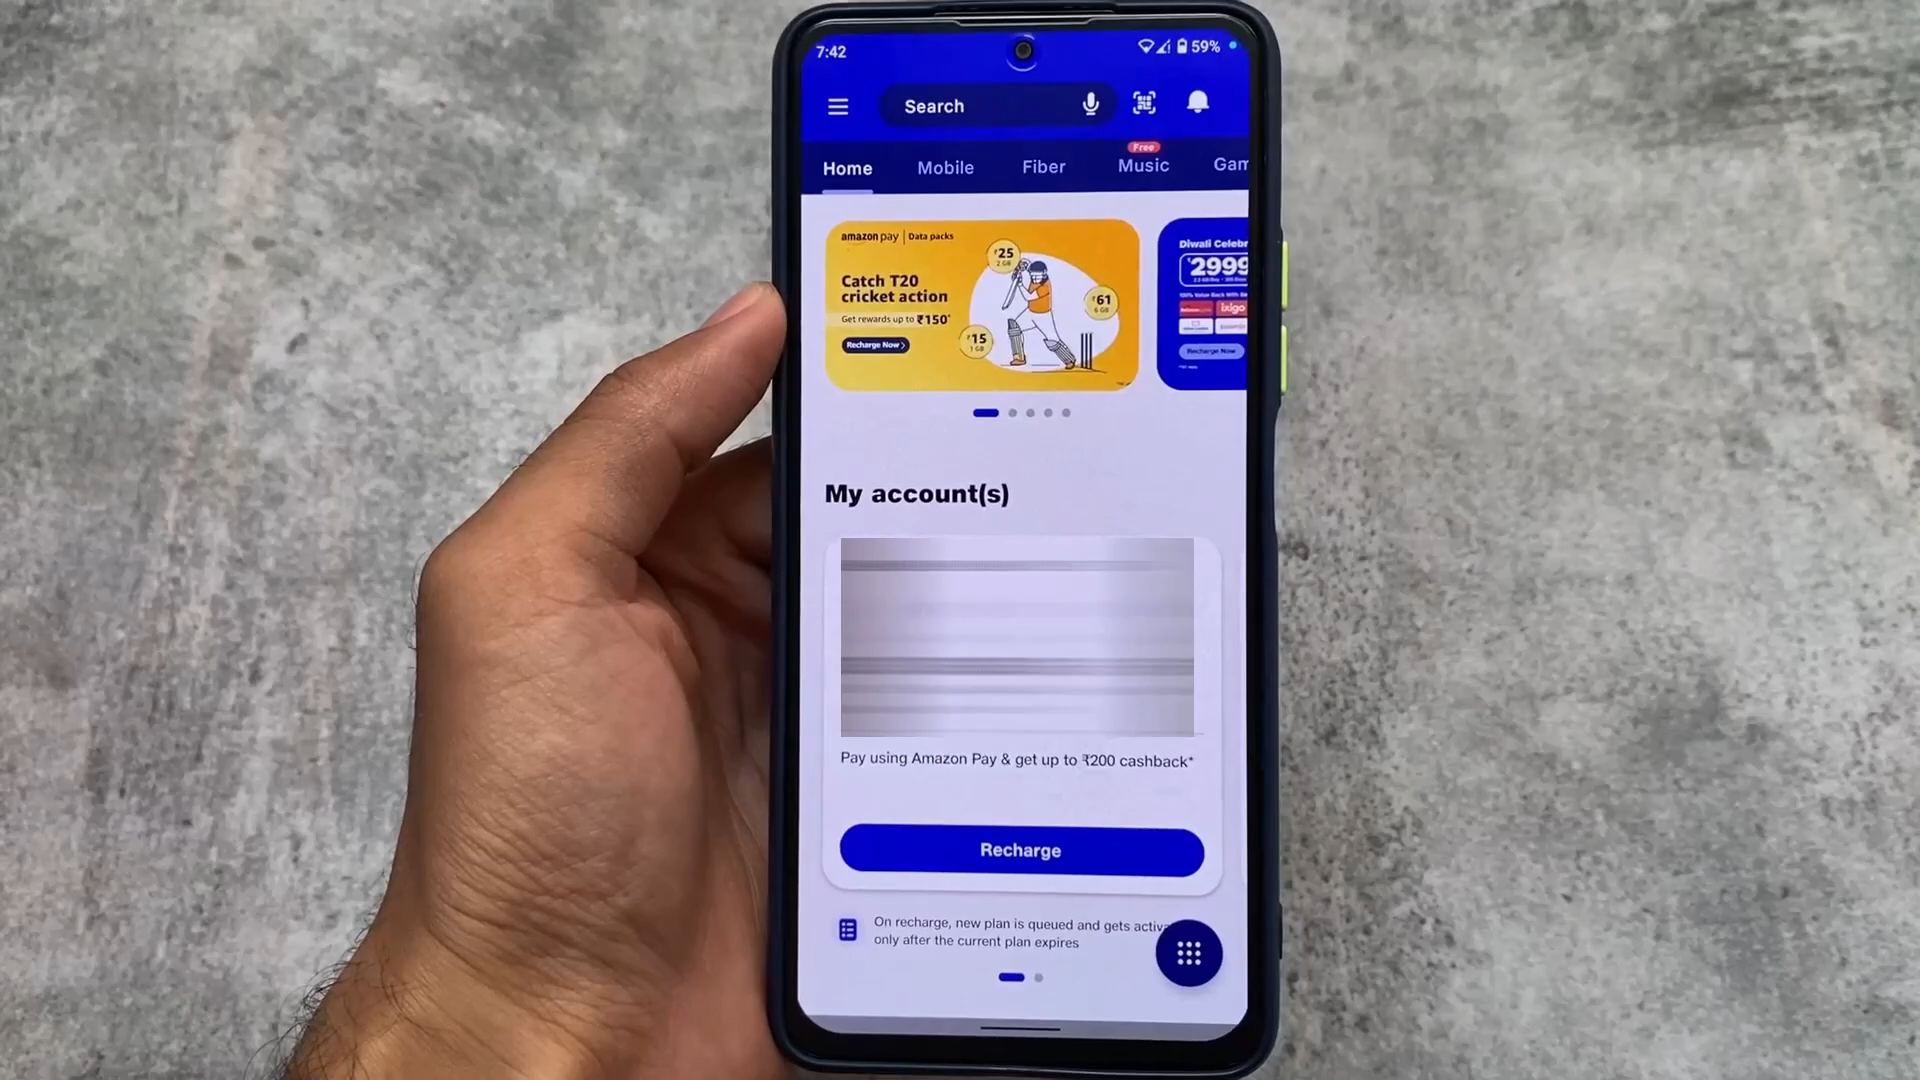 7:42
59%
Search
Free
Home Mobile Fiber Music Gam
amazon pay | Data packs
Catch T20
cricket action
Get rewards up to ₹150*
Recharge Now
₹25
2 GB
₹61
6 GB
₹15
1 GB
Diwali Celebr
₹2999
ixigo
Recharge Now
My account(s)
Pay using Amazon Pay & get up to ₹200 cashback*
Recharge
On recharge, new plan is queued and gets activa
only after the current plan expires